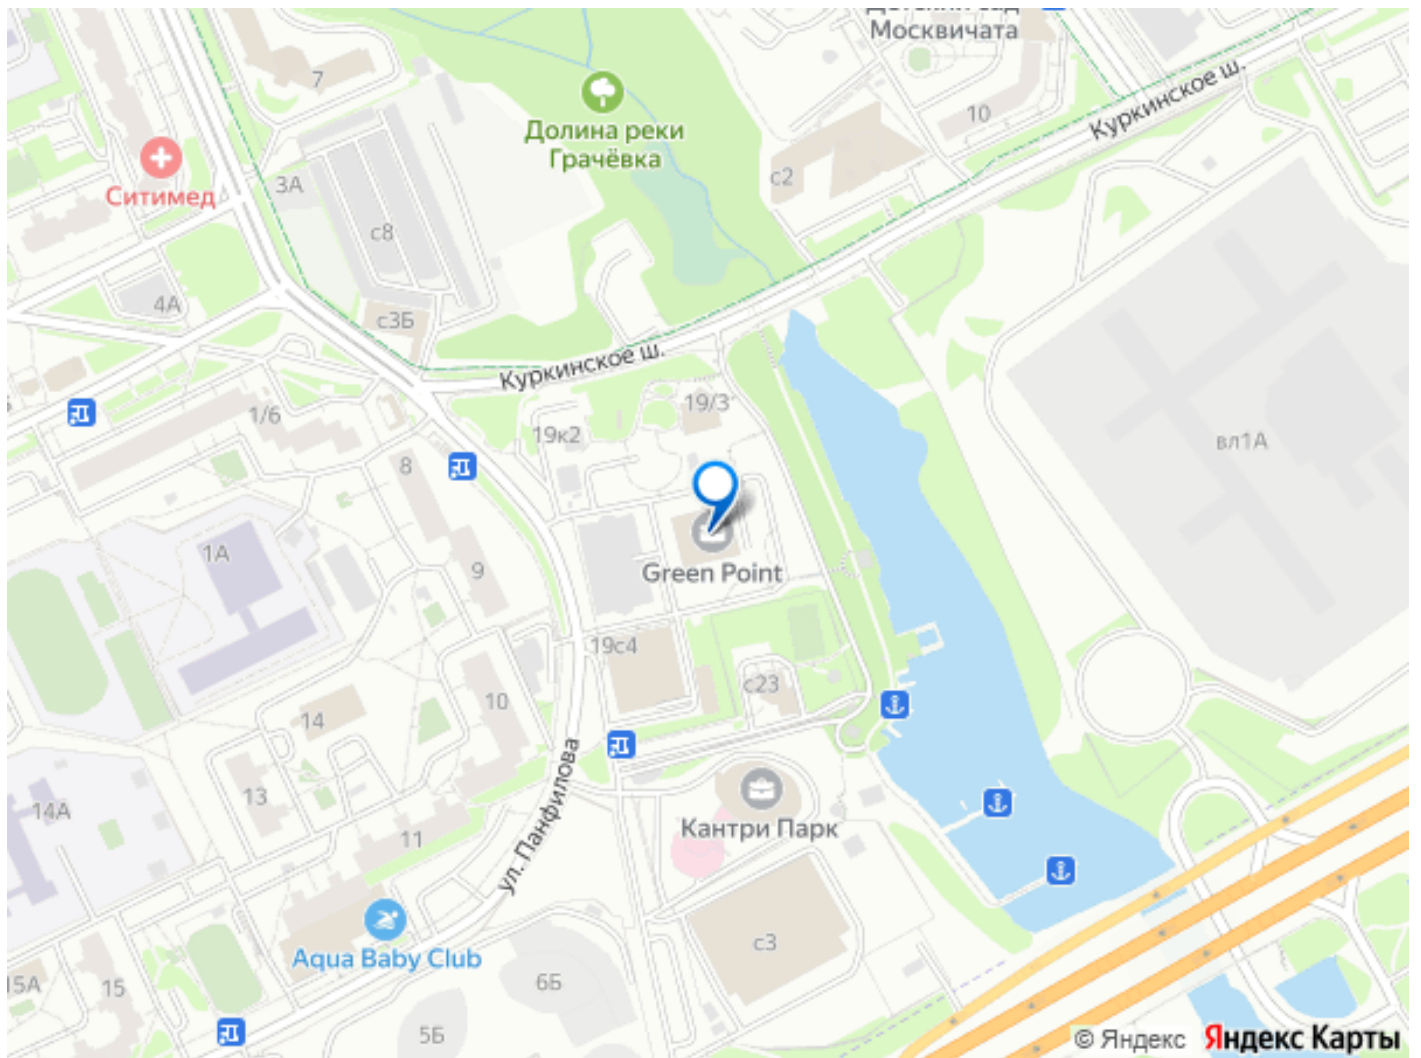 Детский сад
Москвичата
7
Долина реки
Грачёвка
Куркинское ш.
10
Ситимед
3А
с2
с8
4А
с3Б
Куркинское ш.
19/3
1/6
19к2
вл1А
8
1А
9
Green Point
19с4
с23
10
14
13
14А
Кантри Парк
11
ул. Панфилова
Aqua Baby Club
с3
15А
15
6Б
5Б
© Яндекс Яндекс Карты